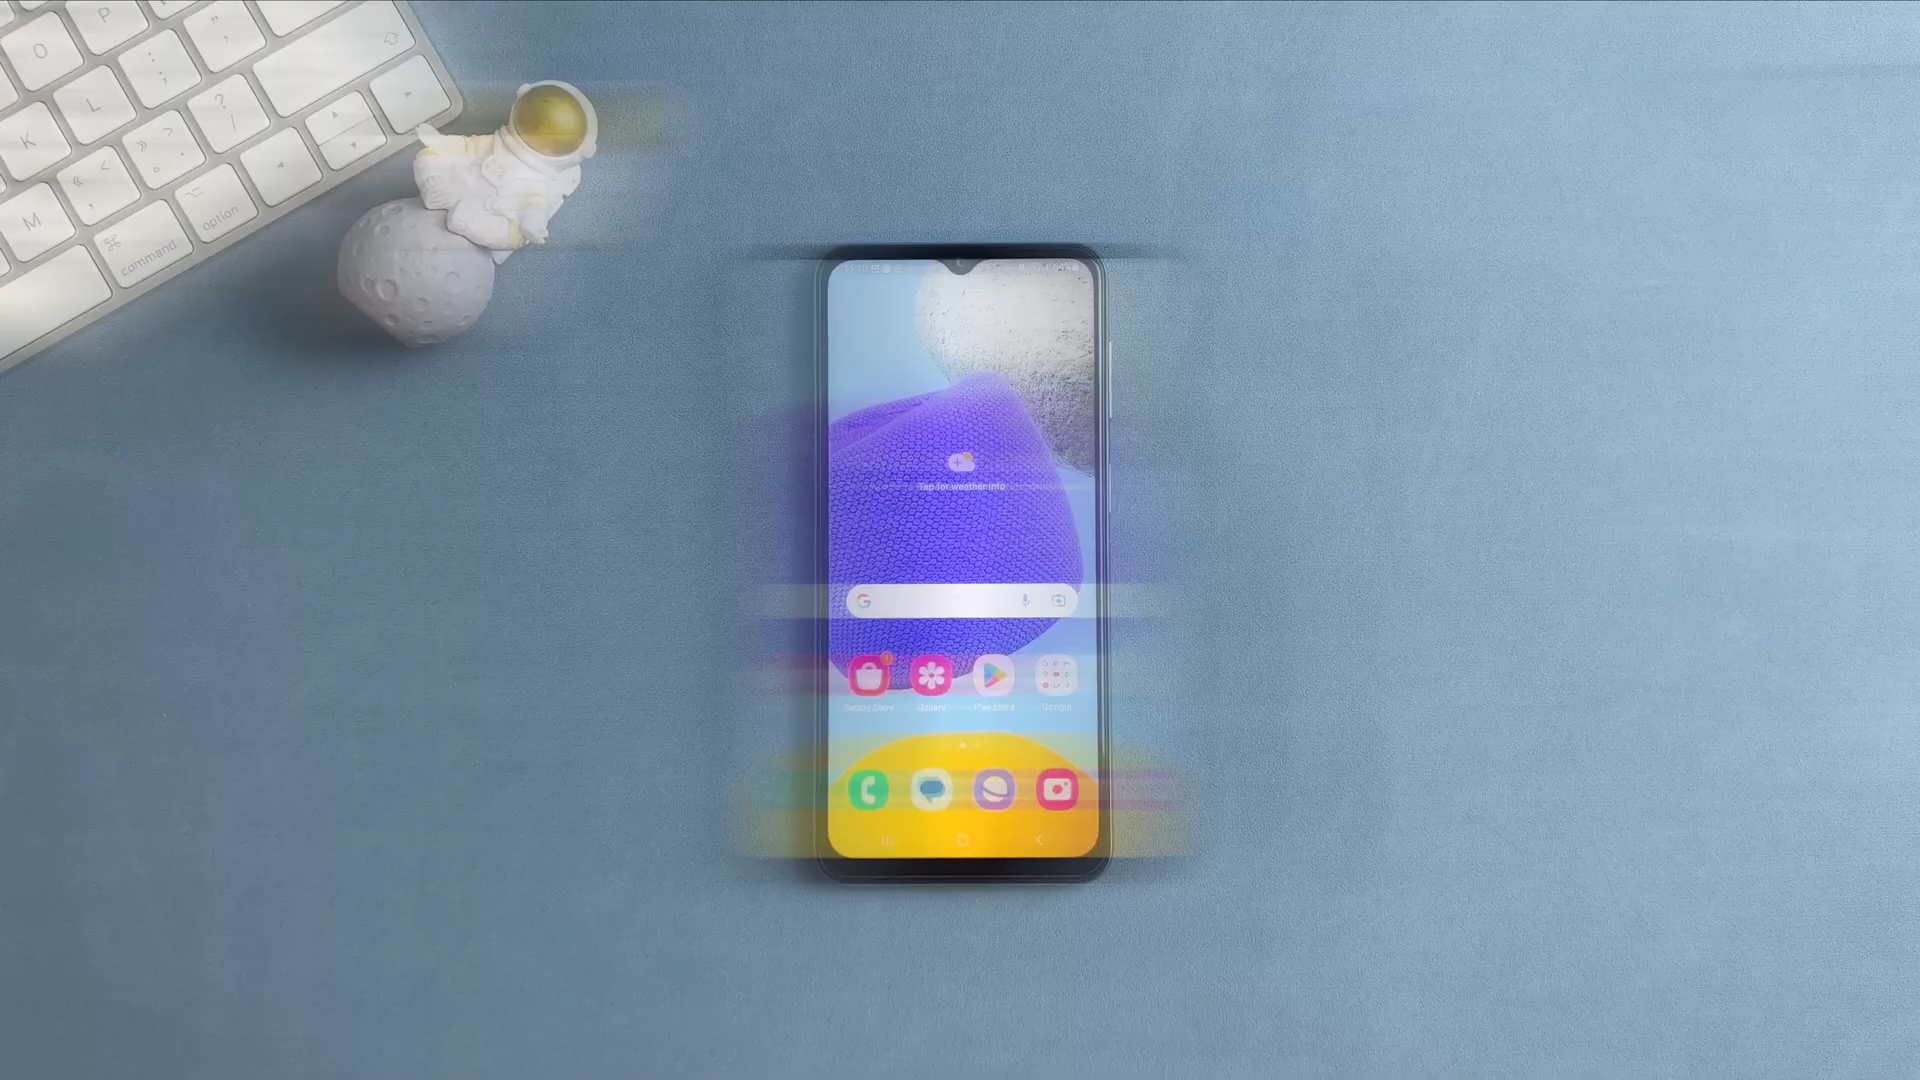 P
O
L
K
M
?
/
command
option
Tap for weather info
G
Galaxy Store
Gallery
Play Store
Google